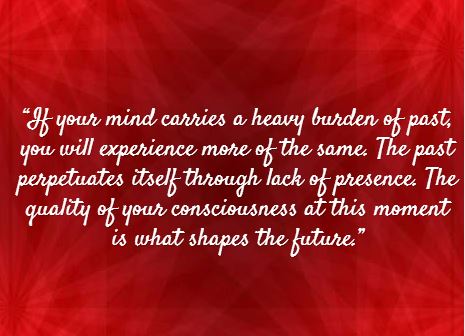 “If your mind carries a heavy burden of past,
you will experience more of the same. The past
perpetuates itself through lack of presence. The
quality of your consciousness at this moment
is what shapes the future.”